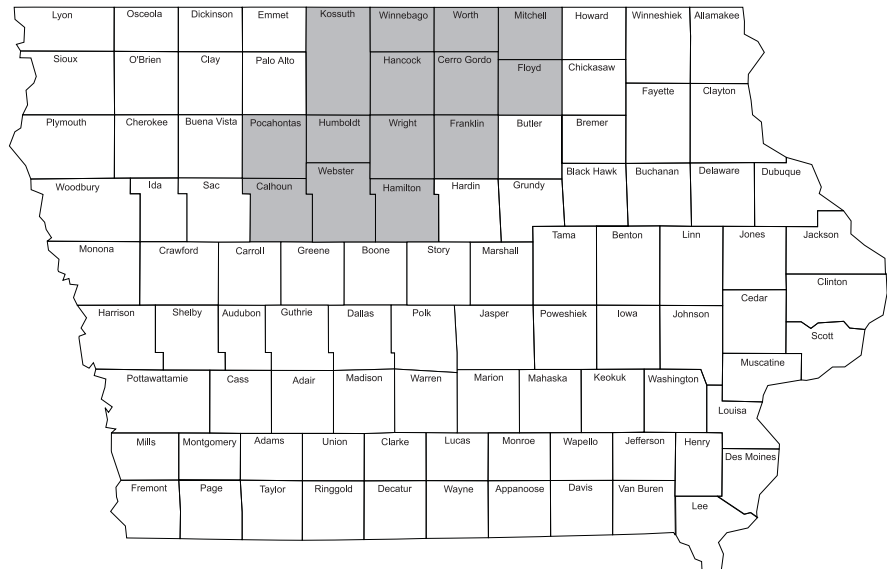 Lyon Osceola Dickinson Emmet Kossuth Winnebago Worth Mitchell Howard Winneshiek Allamakee
Sioux O'Brien Clay Palo Alto Hancock Cerro Gordo Floyd Chickasaw
Fayette Clayton
Plymouth Cherokee Buena Vista Pocahontas Humboldt Wright Franklin Butler Bremer
Woodbury Ida Sac Calhoun Webster Hamilton Hardin Grundy Black Hawk Buchanan Delaware Dubuque
Monona Crawford Carroll Greene Boone Story Marshall Tama Benton Linn Jones Jackson
Clinton
Cedar
Harrison Shelby Audubon Guthrie Dallas Polk Jasper Poweshiek Iowa Johnson Scott
Muscatine
Pottawattamie Cass Adair Madison Warren Marion Mahaska Keokuk Washington
Louisa
Mills Montgomery Adams Union Clarke Lucas Monroe Wapello Jefferson Henry
Des Moines
Fremont Page Taylor Ringgold Decatur Wayne Appanoose Davis Van Buren
Lee